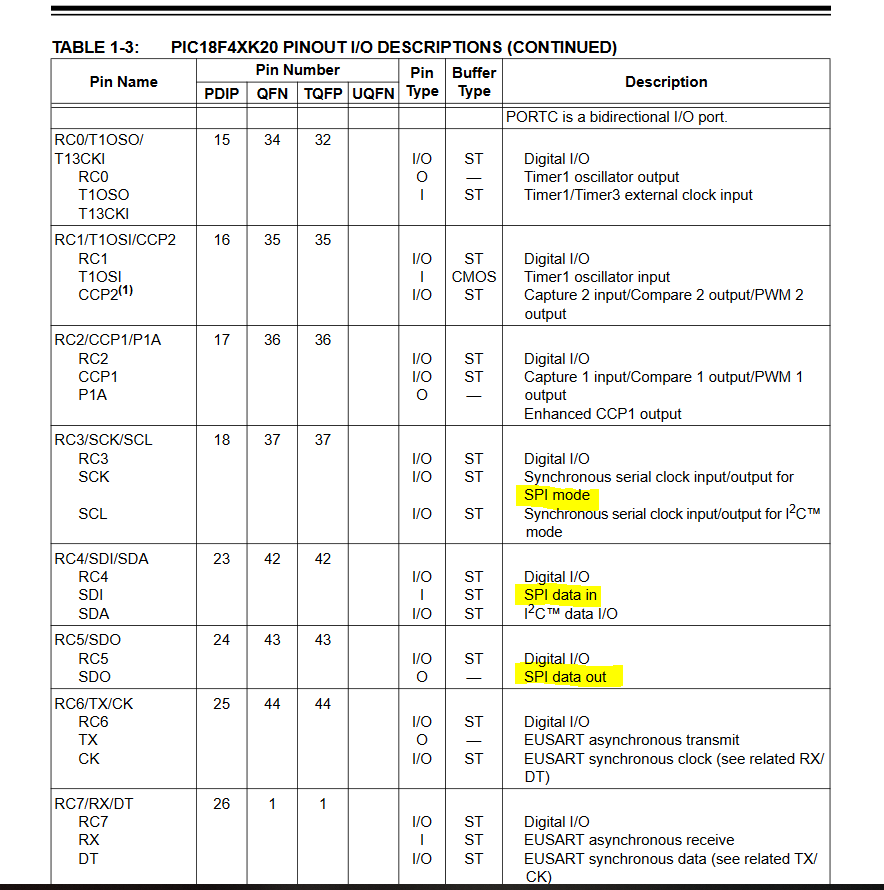 TABLE 1-3: PIC18F4XK20 PINOUT I/O DESCRIPTIONS (CONTINUED)
Pin Name Pin Number Pin Type Buffer Type Description
PDIP QFN TQFP UQFN
PORTC is a bidirectional I/O port.
RC0/T1OSO/ 15 34 32
T13CKI I/O ST Digital I/O
RC0 O — Timer1 oscillator output
T1OSO I ST Timer1/Timer3 external clock input
T13CKI
RC1/T1OSI/CCP2 16 35 35
RC1 I/O ST Digital I/O
T1OSI I CMOS Timer1 oscillator input
CCP2(1) I/O ST Capture 2 input/Compare 2 output/PWM 2
output
RC2/CCP1/P1A 17 36 36
RC2 I/O ST Digital I/O
CCP1 I/O ST Capture 1 input/Compare 1 output/PWM 1
P1A O — output
Enhanced CCP1 output
RC3/SCK/SCL 18 37 37
RC3 I/O ST Digital I/O
SCK I/O ST Synchronous serial clock input/output for
SPI mode
SCL I/O ST Synchronous serial clock input/output for I2C™
mode
RC4/SDI/SDA 23 42 42
RC4 I/O ST Digital I/O
SDI I ST SPI data in
SDA I/O ST I2C™ data I/O
RC5/SDO 24 43 43
RC5 I/O ST Digital I/O
SDO O — SPI data out
RC6/TX/CK 25 44 44
RC6 I/O ST Digital I/O
TX O — EUSART asynchronous transmit
CK I/O ST EUSART synchronous clock (see related RX/
DT)
RC7/RX/DT 26 1 1
RC7 I/O ST Digital I/O
RX I ST EUSART asynchronous receive
DT I/O ST EUSART synchronous data (see related TX/
CK)